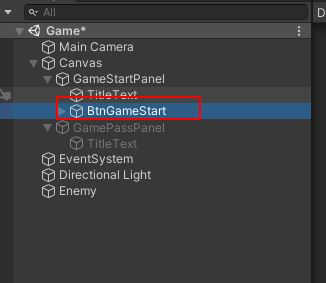 All
D
Game*
Main Camera
Canvas
GameStartPanel
TitleText
BtnGameStart
GamePassPanel
TitleText
EventSystem
Directional Light
Enemy